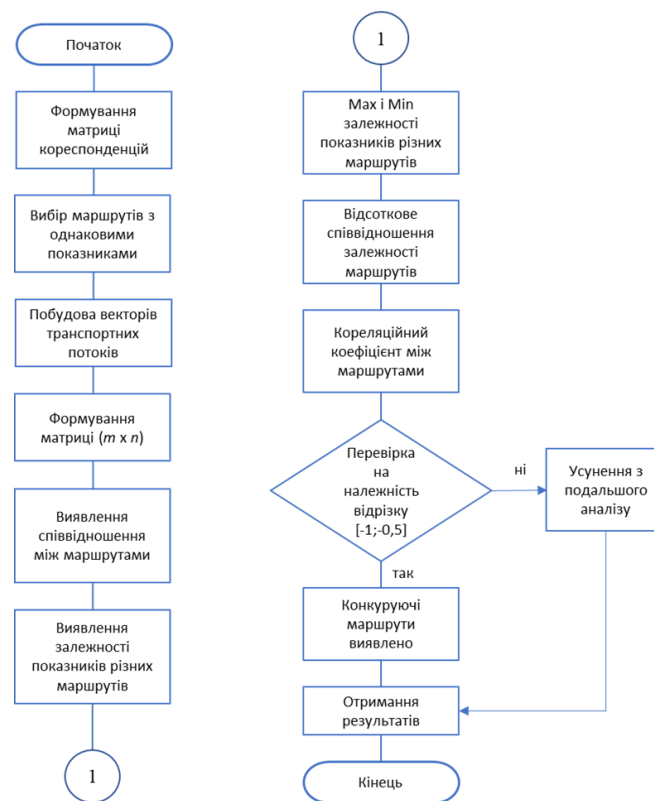 Початок
Формування
матриці
кореспонденцій
Вибір маршрутів з
однаковими
показниками
Побудова векторів
транспортних
потоків
Формування
матриці (m x n)
Виявлення
співвідношення
між маршрутами
Виявлення
залежності
показників різних
маршрутів
1
1
Max і Min
залежності
показників різних
маршрутів
Відсоткове
співвідношення
залежності
маршрутів
Кореляційний
коефіцієнт між
маршрутами
Перевірка
на
належність
відрізку
[-1;-0,5]
ні
Усунення з
подальшого
аналізу
так
Конкуруючі
маршрути
виявлено
Отримання
результатів
Кінець